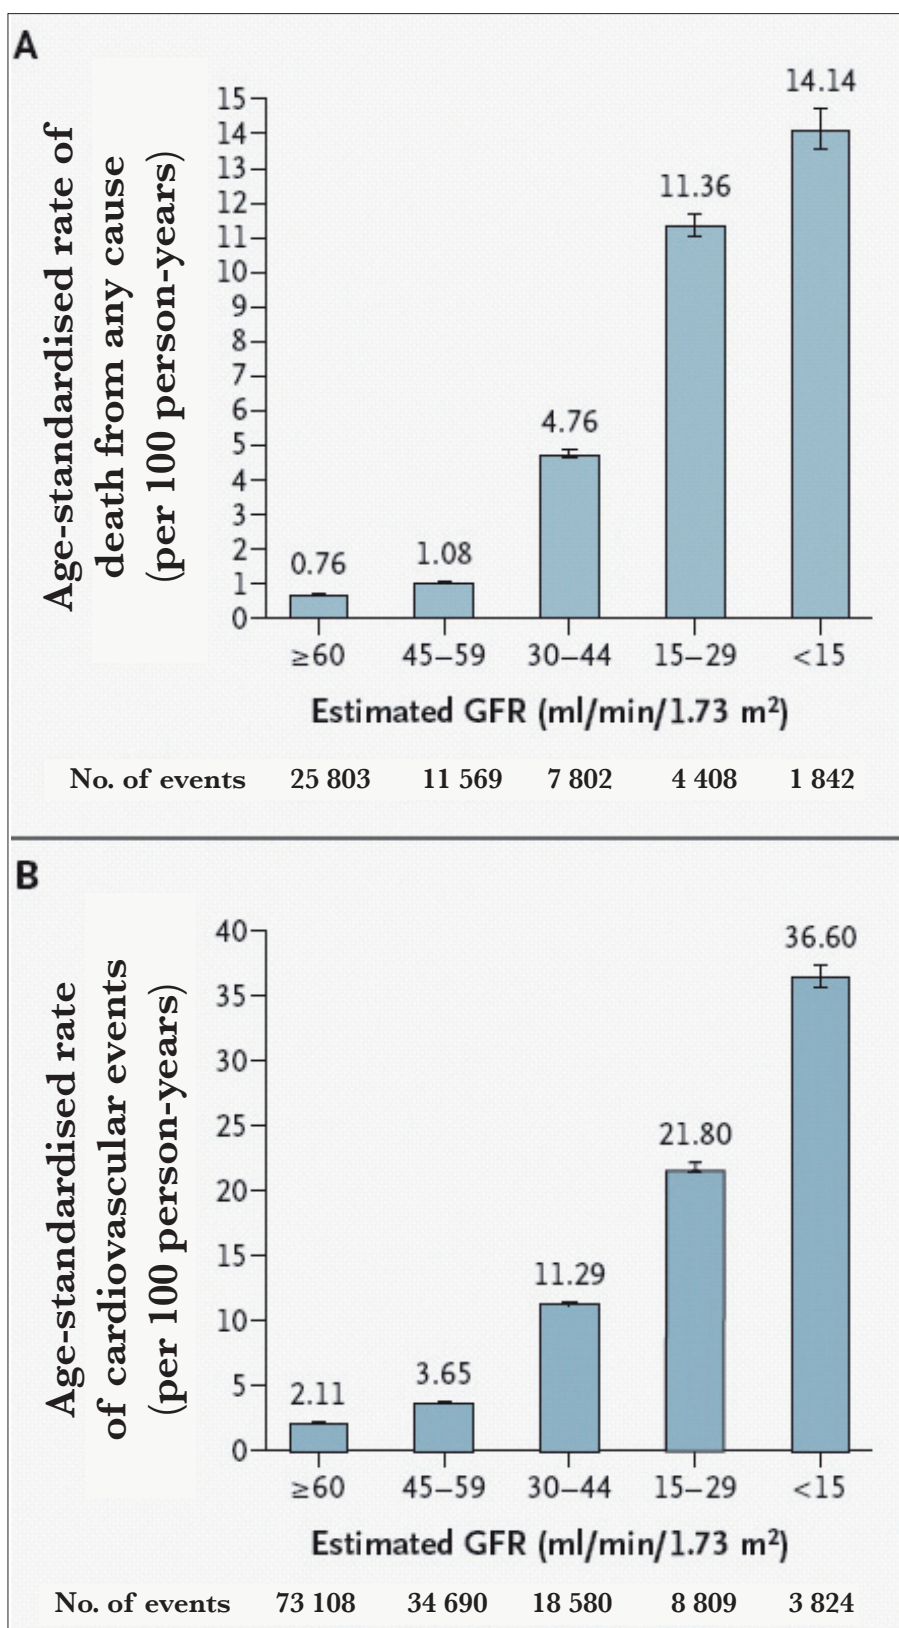 A
Age-standardised rate of
death from any cause
(per 100 person-years)
15
14
13
12
11
10
9
8
7
6
5
4
3
2
1
0
0.76
1.08
4.76
11.36
14.14
≥60 45–59 30–44 15–29 <15
Estimated GFR (ml/min/1.73 m²)
No. of events 25 803 11 569 7 802 4 408 1 842
B
Age-standardised rate
of cardiovascular events
(per 100 person-years)
40
35
30
25
20
15
10
5
0
2.11
3.65
11.29
21.80
36.60
≥60 45–59 30–44 15–29 <15
Estimated GFR (ml/min/1.73 m²)
No. of events 73 108 34 690 18 580 8 809 3 824